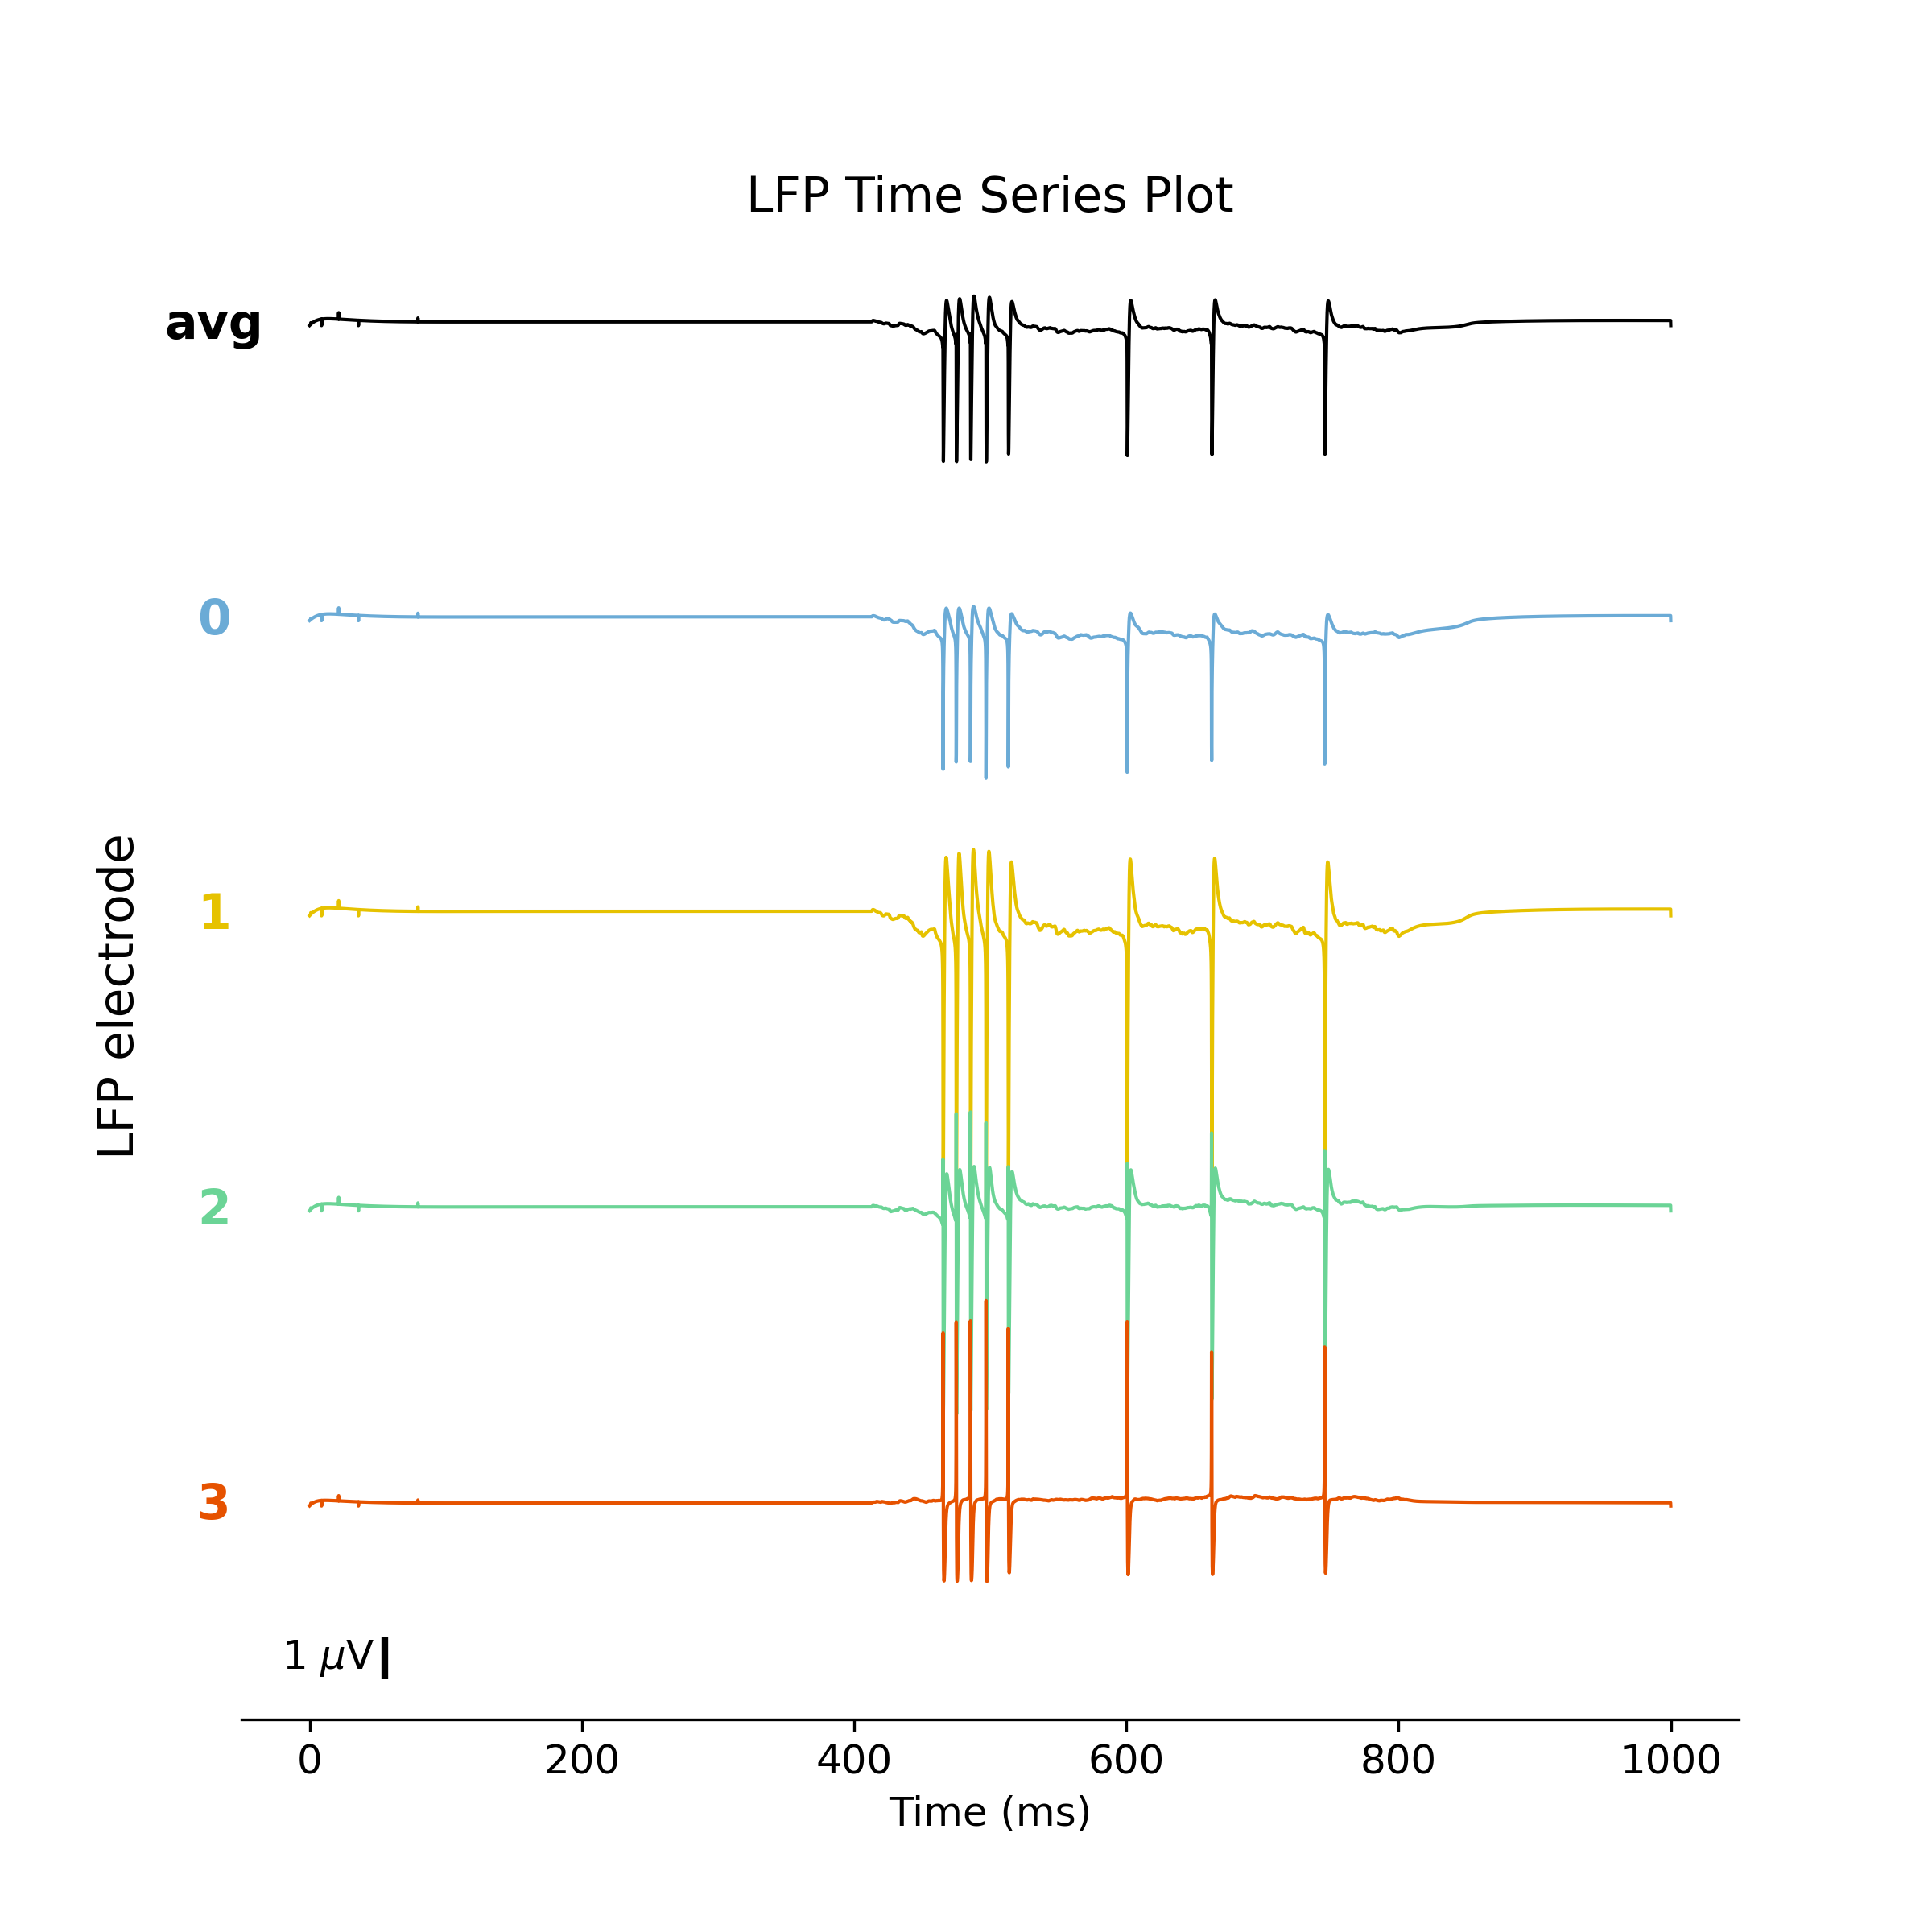 LFP Time Series Plot
avg
0
1
2
3
LFP electrode
1 μV
0 200 400 600 800 1000
Time (ms)